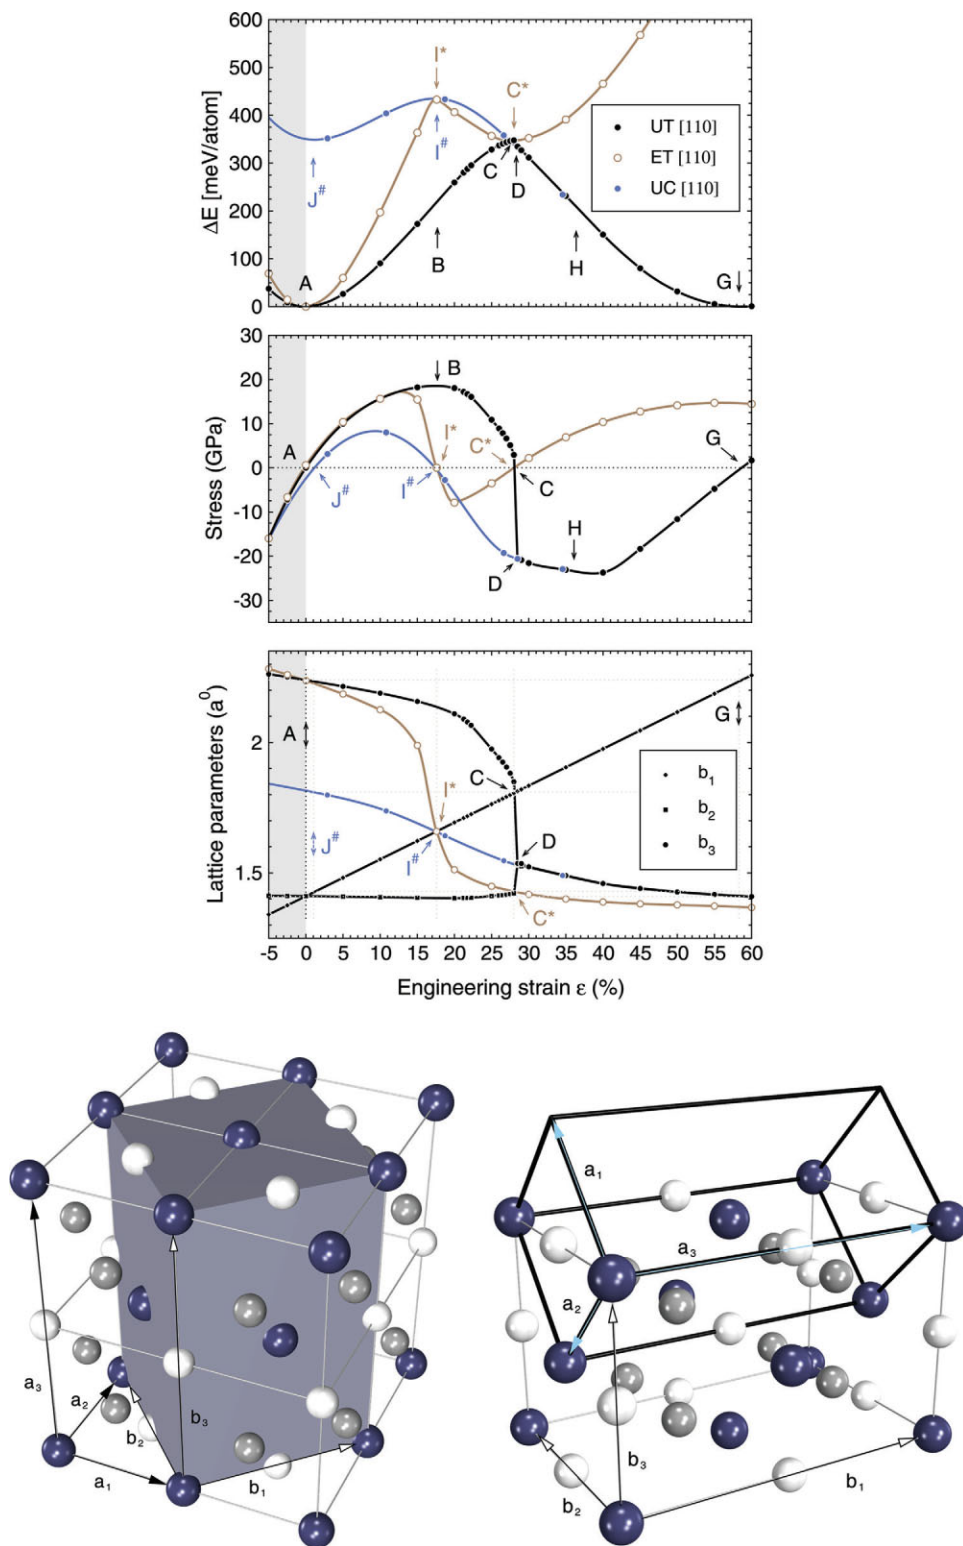 600
500
400
300
200
100
0
ΔE [meV/atom]
I*
C*
UT [110]
ET [110]
UC [110]
J#
I#
C
D
A
B
H
G
30
20
10
0
-10
-20
-30
Stress (GPa)
B
A
I*
C*
G
J#
I#
C
H
D
2
1.5
Lattice parameters (a⁰)
A
G
C
I*
b₁
b₂
b₃
J#
I#
D
C*
-5 0 5 10 15 20 25 30 35 40 45 50 55 60
Engineering strain ε (%)
a₁
a₃
a₂
a₃
a₂
b₃
b₂
a₁
b₁
b₃
b₂
b₁